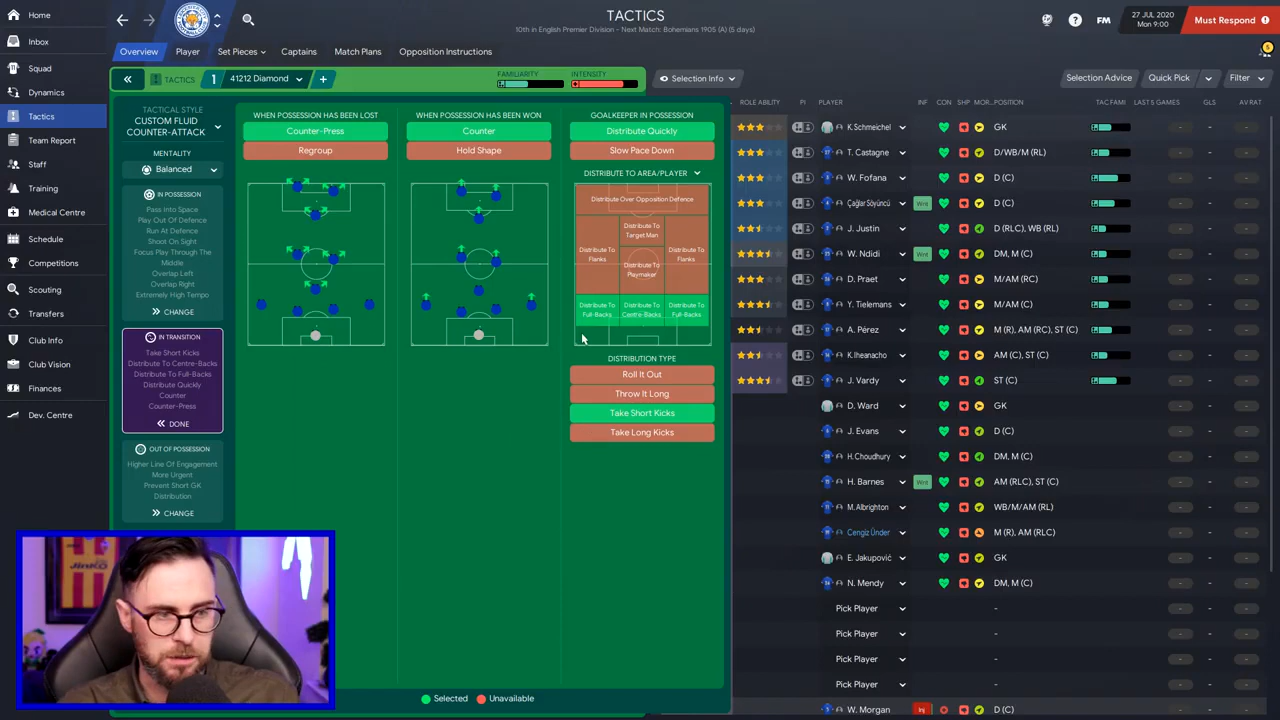 Home
Inbox
Squad
Dynamics
Tactics
Team Report
Staff
Training
Medical Centre
Schedule
Competitions
Scouting
Transfers
Club Info
Club Vision
Finances
Dev. Centre
TACTICS
10th in English Premier Division - Next Match: Bohemians 1905 (A) (5 days)
FM
27 JUL 2020
Mon 9:00
Must Respond
Overview
Player
Set Pieces
Captains
Match Plans
Opposition Instructions
TACTICS
1
41212 Diamond
FAMILIARITY
INTENSITY
Selection Info
Selection Advice
Quick Pick
Filter
TACTICAL STYLE
CUSTOM FLUID
COUNTER-ATTACK
MENTALITY
Balanced
IN POSSESSION
Pass Into Space
Play Out Of Defence
Run At Defence
Shoot On Sight
Focus Play Through The
Middle
Overlap Left
Overlap Right
Extremely High Tempo
CHANGE
IN TRANSITION
Take Short Kicks
Distribute To Centre-Backs
Distribute To Full-Backs
Distribute Quickly
Counter
Counter-Press
DONE
OUT OF POSSESSION
Higher Line Of Engagement
More Urgent
Prevent Short GK
Distribution
CHANGE
WHEN POSSESSION HAS BEEN LOST
Counter-Press
Regroup
WHEN POSSESSION HAS BEEN WON
Counter
Hold Shape
GOALKEEPER IN POSSESSION
Distribute Quickly
Slow Pace Down
DISTRIBUTE TO AREA/PLAYER
Distribute Over Opposition Defence
Distribute To
Target Man
Distribute To
Flanks
Distribute To
Playmaker
Distribute To
Flanks
Distribute To
Full-Backs
Distribute To
Centre-Backs
Distribute To
Full-Backs
DISTRIBUTION TYPE
Roll It Out
Throw It Long
Take Short Kicks
Take Long Kicks
Selected
Unavailable
ROLE ABILITY PI PLAYER INF CON SHP MOR... POSITION TAC FAMI LAST 5 GAMES GLS AV RAT
K. Schmeichel GK - - -
T. Castagne D/WB/M (RL) - - -
W. Fofana D (C) - - -
Çağlar Söyüncü Wnt D (C) - - -
J. Justin D (RLC), WB (RL) - - -
W. Ndidi Wnt DM, M (C) - - -
D. Praet M/AM (RC) - - -
Y. Tielemans M/AM (C) - - -
A. Pérez M (R), AM (RC), ST (C) - - -
K. Iheanacho AM (C), ST (C) - - -
J. Vardy ST (C) - - -
D. Ward GK - - -
J. Evans D (C) - - -
H. Choudhury DM, M (C) - - -
H. Barnes Wnt AM (RLC), ST (C) - - -
M. Albrighton WB/M/AM (RL) - - -
Cengiz Ünder M (R), AM (RLC) - - -
E. Jakupović GK - - -
N. Mendy DM, M (C) - - -
Pick Player - - - -
Pick Player - - - -
Pick Player - - - -
Pick Player - - - -
W. Morgan Inj D (C) - - -